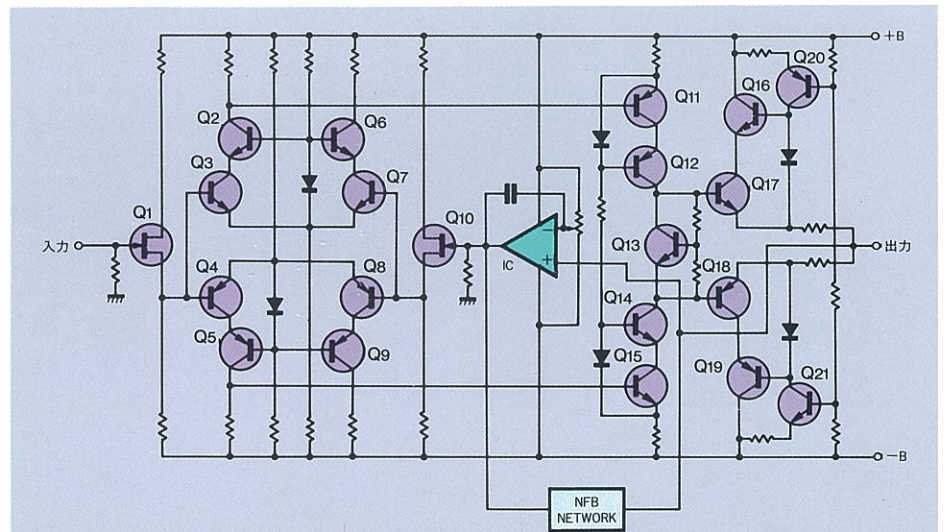 +B
Q20
Q16
Q11
Q2
Q6
Q12
Q3
Q7
Q17
Q1
Q10
入力
−
+
IC
Q13
出力
Q4
Q8
Q18
Q14
Q5
Q9
Q15
Q19
Q21
−B
NFB
NETWORK